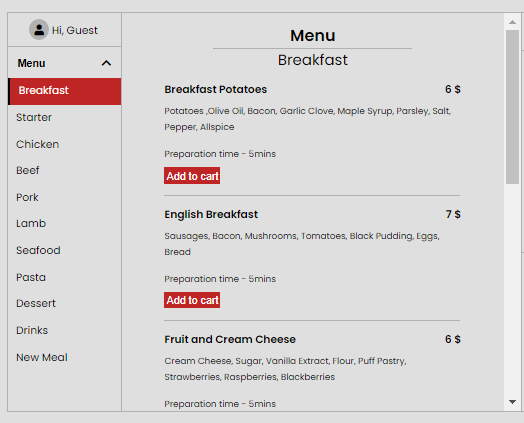 Hi, Guest
Menu
Breakfast
Starter
Chicken
Beef
Pork
Lamb
Seafood
Pasta
Dessert
Drinks
New Meal
Menu
Breakfast
Breakfast Potatoes 6 $
Potatoes ,Olive Oil, Bacon, Garlic Clove, Maple Syrup, Parsley, Salt,
Pepper, Allspice
Preparation time - 5mins
Add to cart
English Breakfast 7 $
Sausages, Bacon, Mushrooms, Tomatoes, Black Pudding, Eggs,
Bread
Preparation time - 5mins
Add to cart
Fruit and Cream Cheese 6 $
Cream Cheese, Sugar, Vanilla Extract, Flour, Puff Pastry,
Strawberries, Raspberries, Blackberries
Preparation time - 5mins